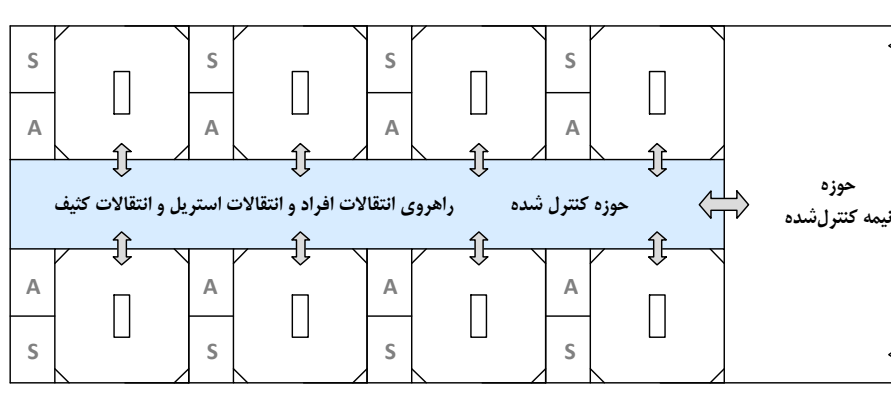 S S S S
A A A A
حوزه کنترل شده راهروی انتقالات افراد و انتقالات استریل و انتقالات کثیف
حوزه
نیمه کنترل‌شده
A A A A
S S S S